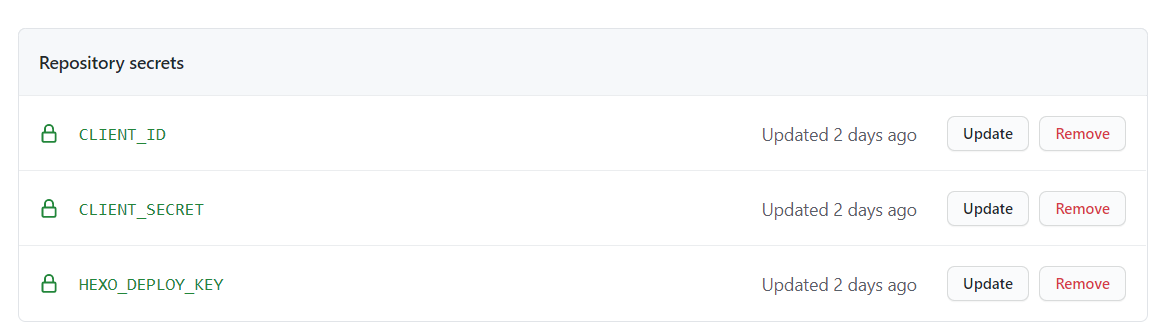 Repository secrets
CLIENT_ID Updated 2 days ago Update Remove
CLIENT_SECRET Updated 2 days ago Update Remove
HEXO_DEPLOY_KEY Updated 2 days ago Update Remove